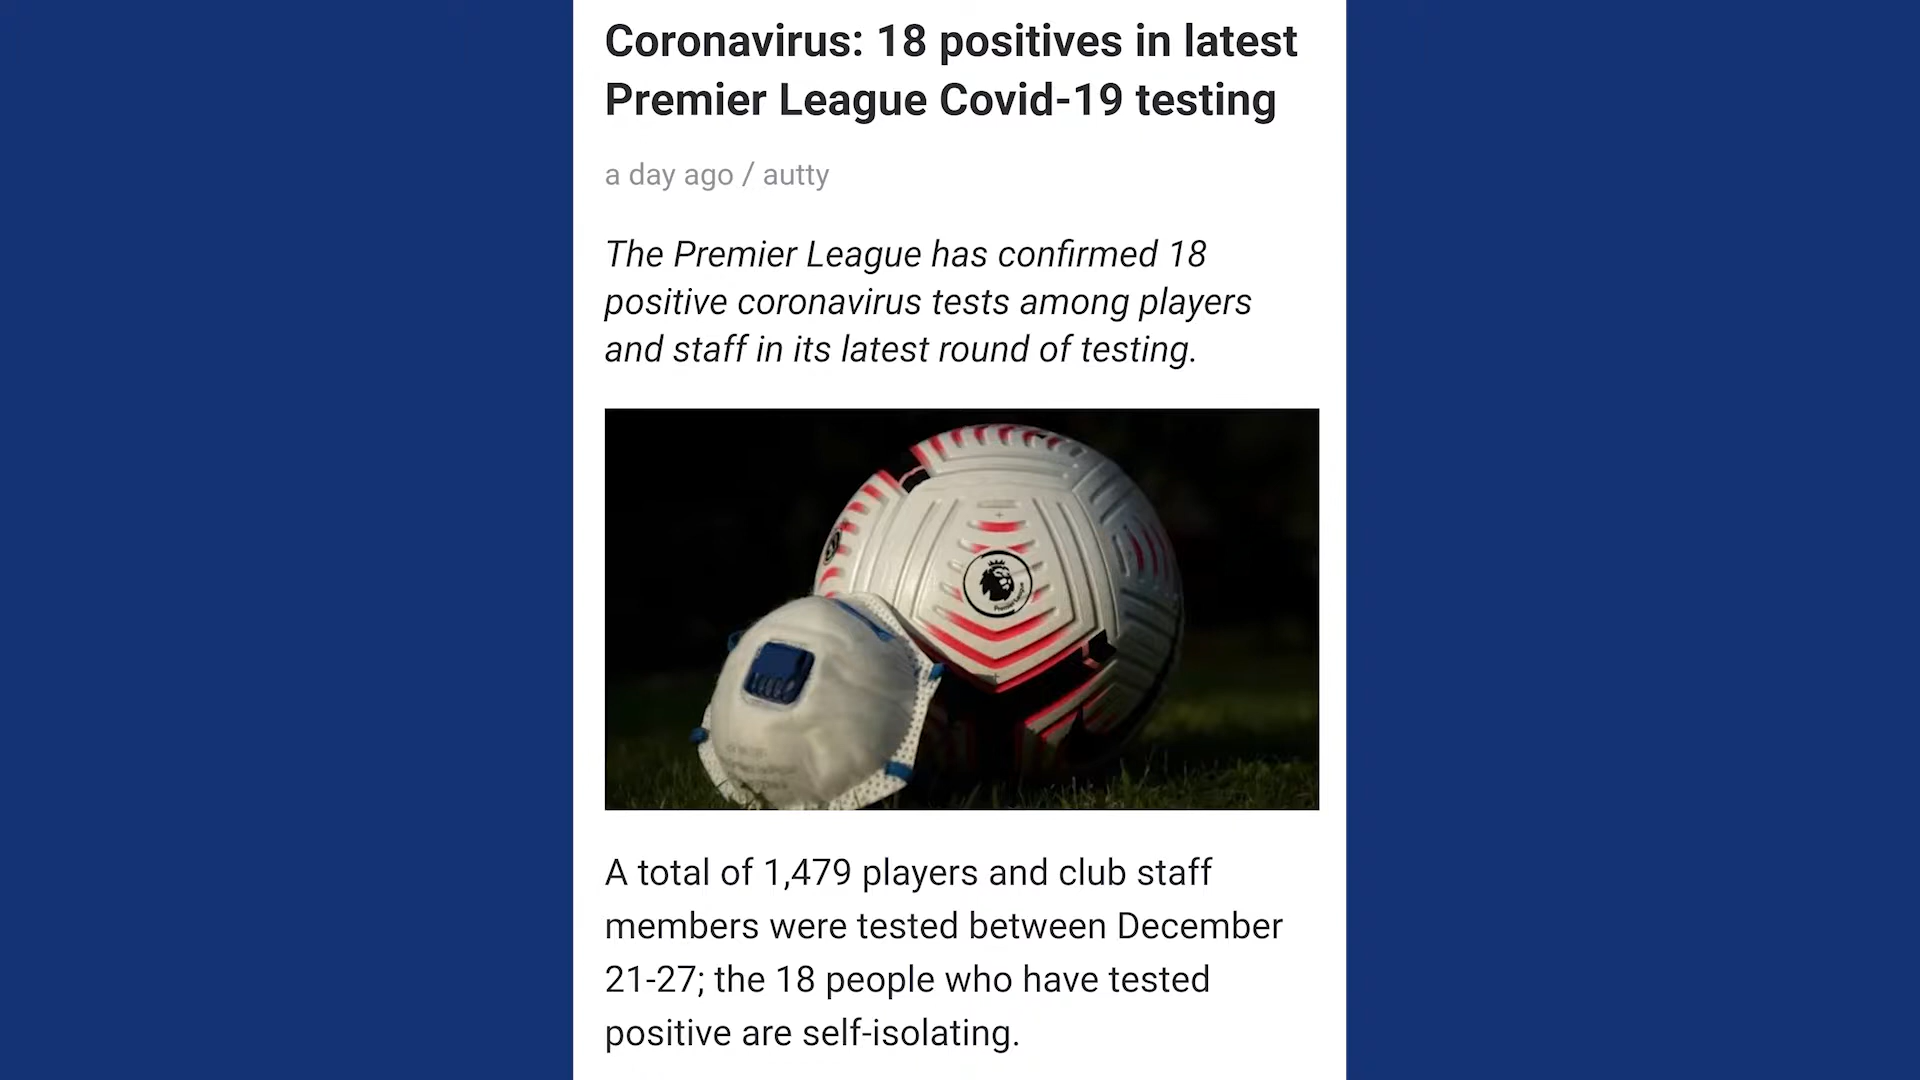 Coronavirus: 18 positives in latest
Premier League Covid-19 testing
a day ago / autty
The Premier League has confirmed 18
positive coronavirus tests among players
and staff in its latest round of testing.
Premier League
A total of 1,479 players and club staff
members were tested between December
21-27; the 18 people who have tested
positive are self-isolating.